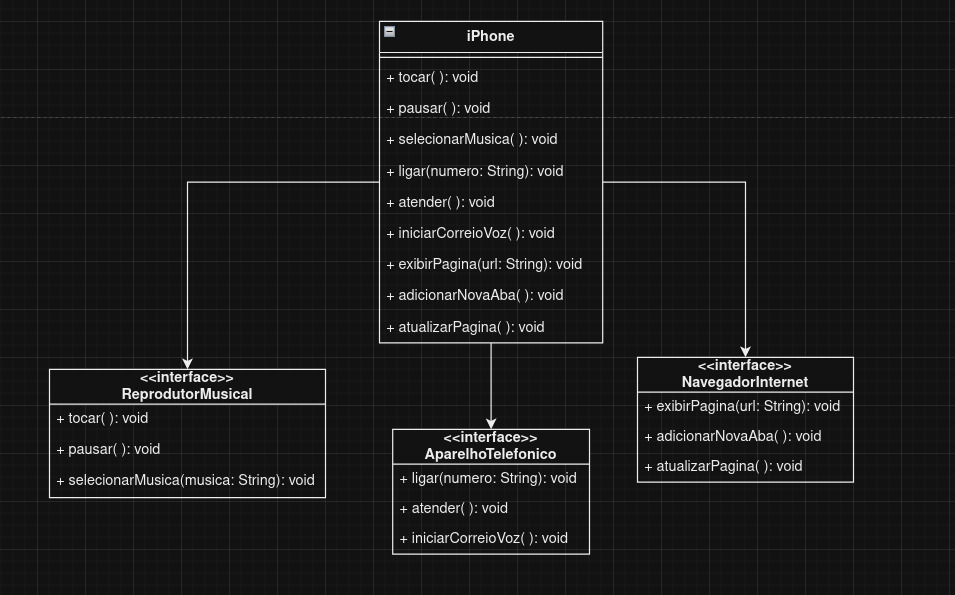 iPhone
+ tocar( ): void
+ pausar( ): void
+ selecionarMusica( ): void
+ ligar(numero: String): void
+ atender( ): void
+ iniciarCorreioVoz( ): void
+ exibirPagina(url: String): void
+ adicionarNovaAba( ): void
+ atualizarPagina( ): void
<<interface>>
ReprodutorMusical
+ tocar( ): void
+ pausar( ): void
+ selecionarMusica(musica: String): void
<<interface>>
AparelhoTelefonico
+ ligar(numero: String): void
+ atender( ): void
+ iniciarCorreioVoz( ): void
<<interface>>
NavegadorInternet
+ exibirPagina(url: String): void
+ adicionarNovaAba( ): void
+ atualizarPagina( ): void